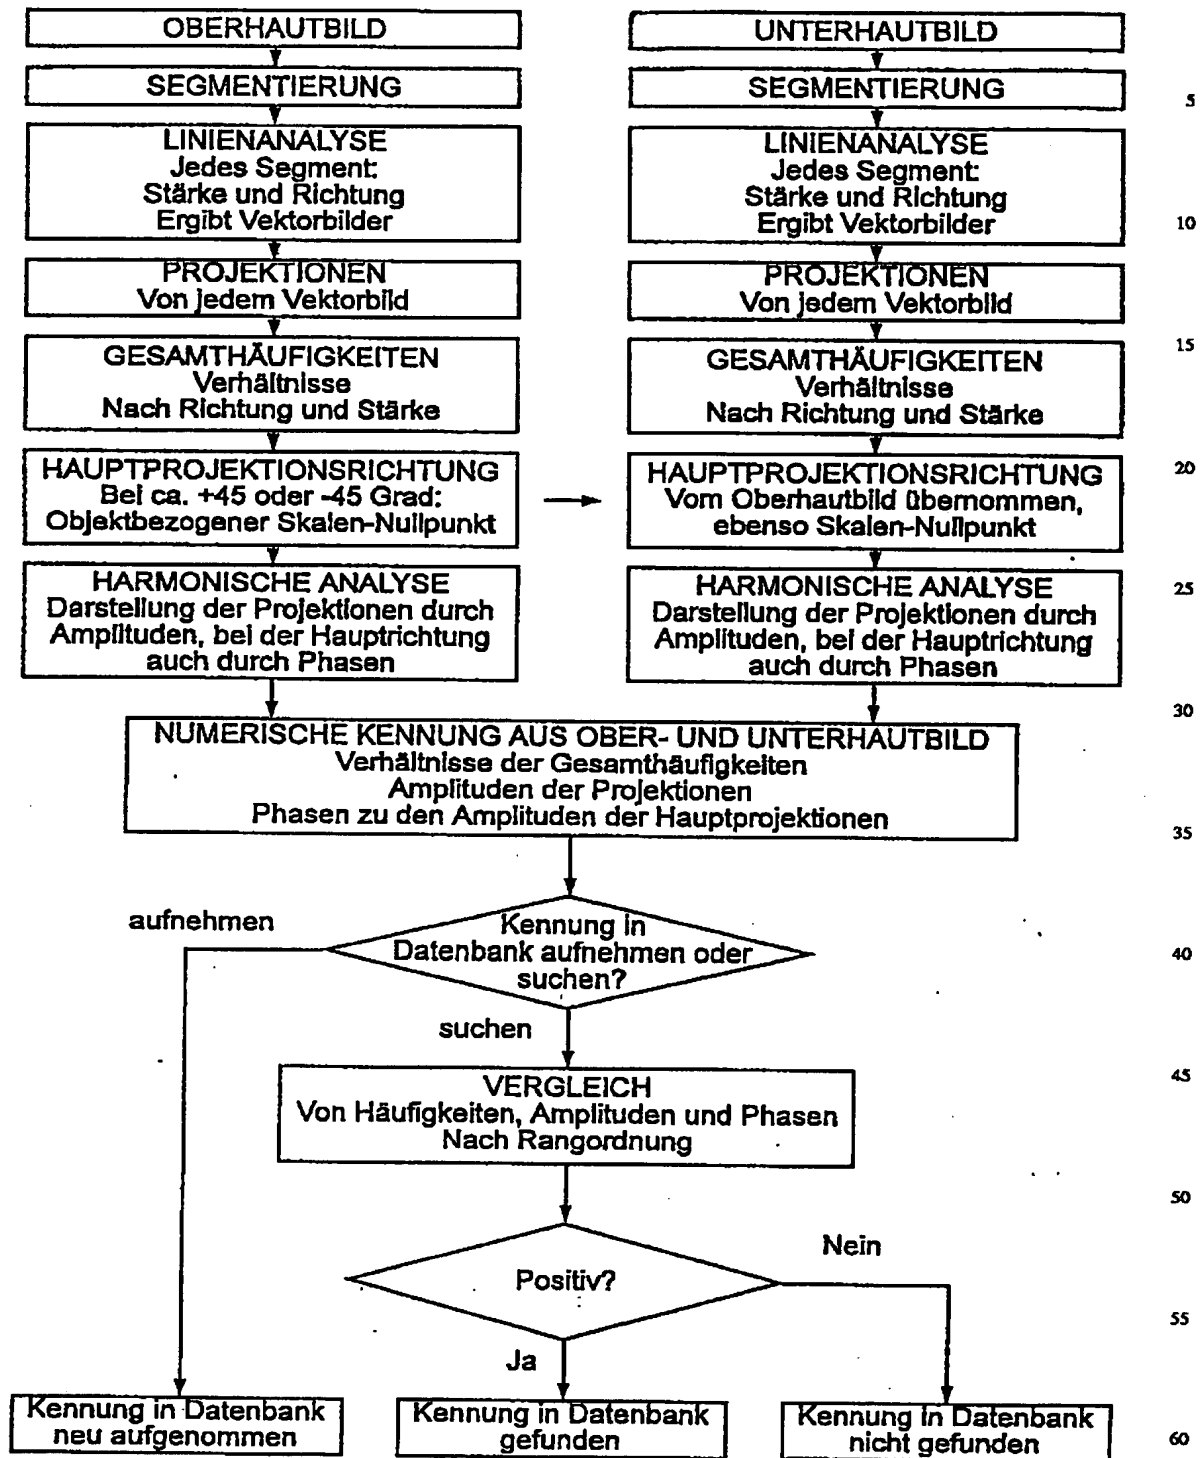 OBERHAUTBILD
SEGMENTIERUNG
LINIENANALYSE
Jedes Segment:
Stärke und Richtung
Ergibt Vektorbilder
PROJEKTIONEN
Von jedem Vektorbild
GESAMTHÄUFIGKEITEN
Verhältnisse
Nach Richtung und Stärke
HAUPTPROJEKTIONSRICHTUNG
Bei ca. +45 oder -45 Grad:
Objektbezogener Skalen-Nullpunkt
HARMONISCHE ANALYSE
Darstellung der Projektionen durch
Amplituden, bei der Hauptrichtung
auch durch Phasen
UNTERHAUTBILD
SEGMENTIERUNG
LINIENANALYSE
Jedes Segment:
Stärke und Richtung
Ergibt Vektorbilder
PROJEKTIONEN
Von jedem Vektorbild
GESAMTHÄUFIGKEITEN
Verhältnisse
Nach Richtung und Stärke
HAUPTPROJEKTIONSRICHTUNG
Vom Oberhautbild übernommen,
ebenso Skalen-Nullpunkt
HARMONISCHE ANALYSE
Darstellung der Projektionen durch
Amplituden, bei der Hauptrichtung
auch durch Phasen
NUMERISCHE KENNUNG AUS OBER- UND UNTERHAUTBILD
Verhältnisse der Gesamthäufigkeiten
Amplituden der Projektionen
Phasen zu den Amplituden der Hauptprojektionen
Kennung in
Datenbank aufnehmen oder
suchen?
aufnehmen
suchen
VERGLEICH
Von Häufigkeiten, Amplituden und Phasen
Nach Rangordnung
Positiv?
Nein
Ja
Kennung in Datenbank
neu aufgenommen
Kennung in Datenbank
gefunden
Kennung in Datenbank
nicht gefunden
5
10
15
20
25
30
35
40
45
50
55
60